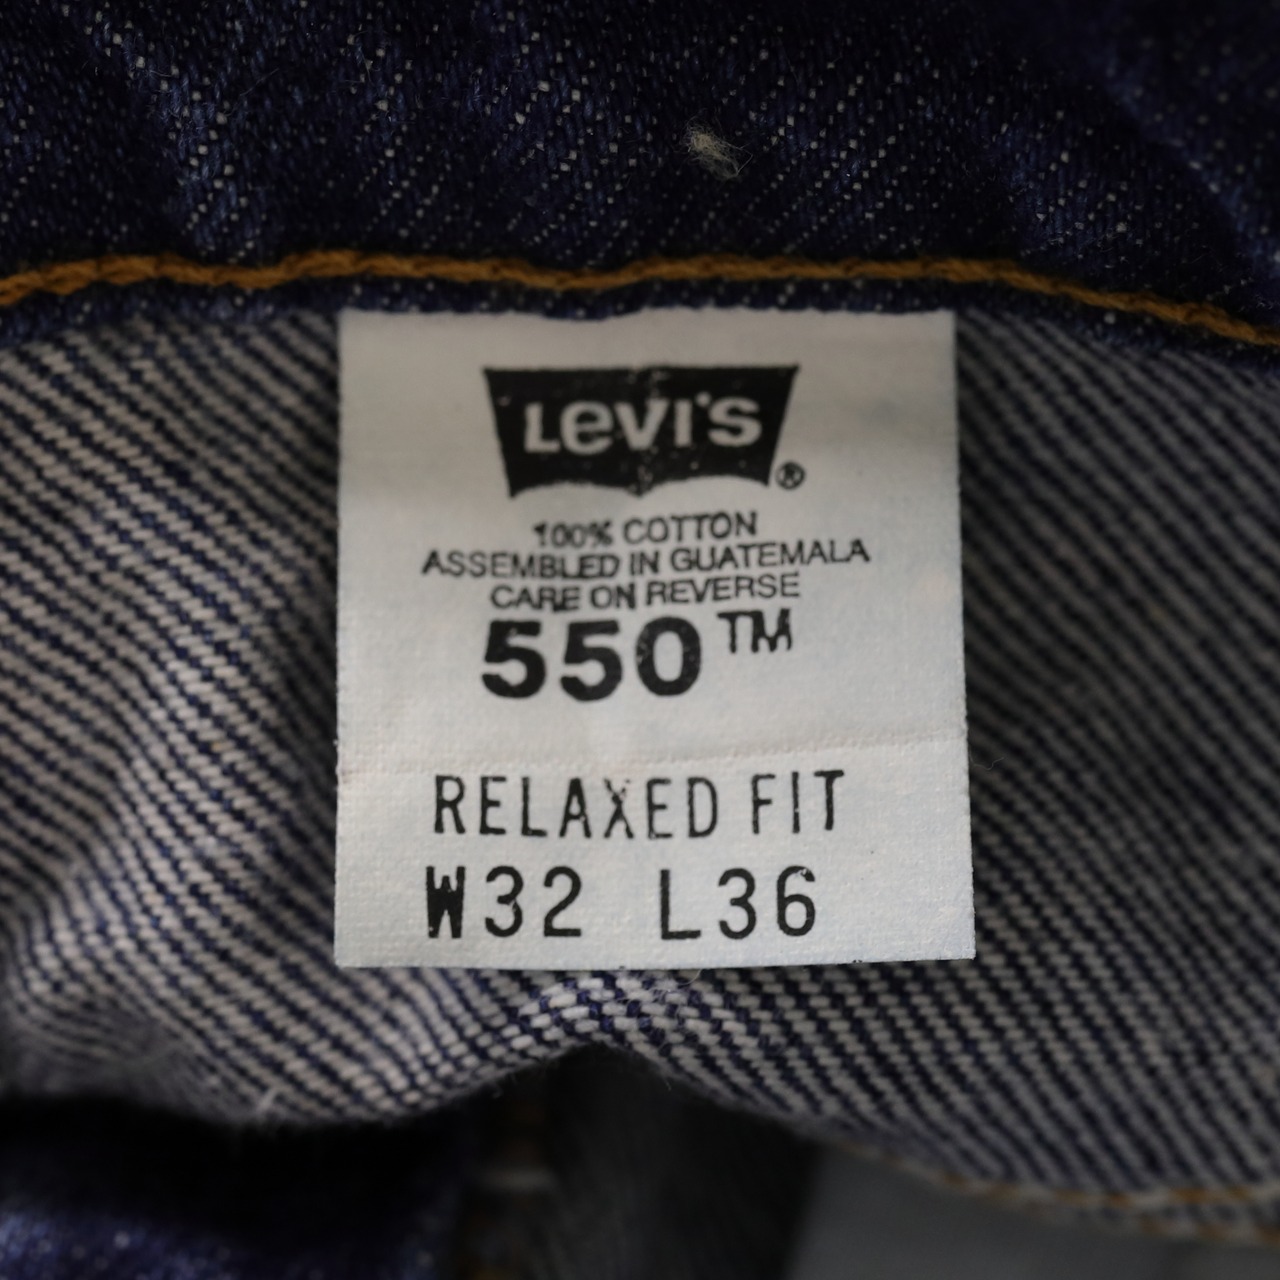 LEVI'S®
100% COTTON
ASSEMBLED IN GUATEMALA
CARE ON REVERSE
550™
RELAXED FIT
W32 L36